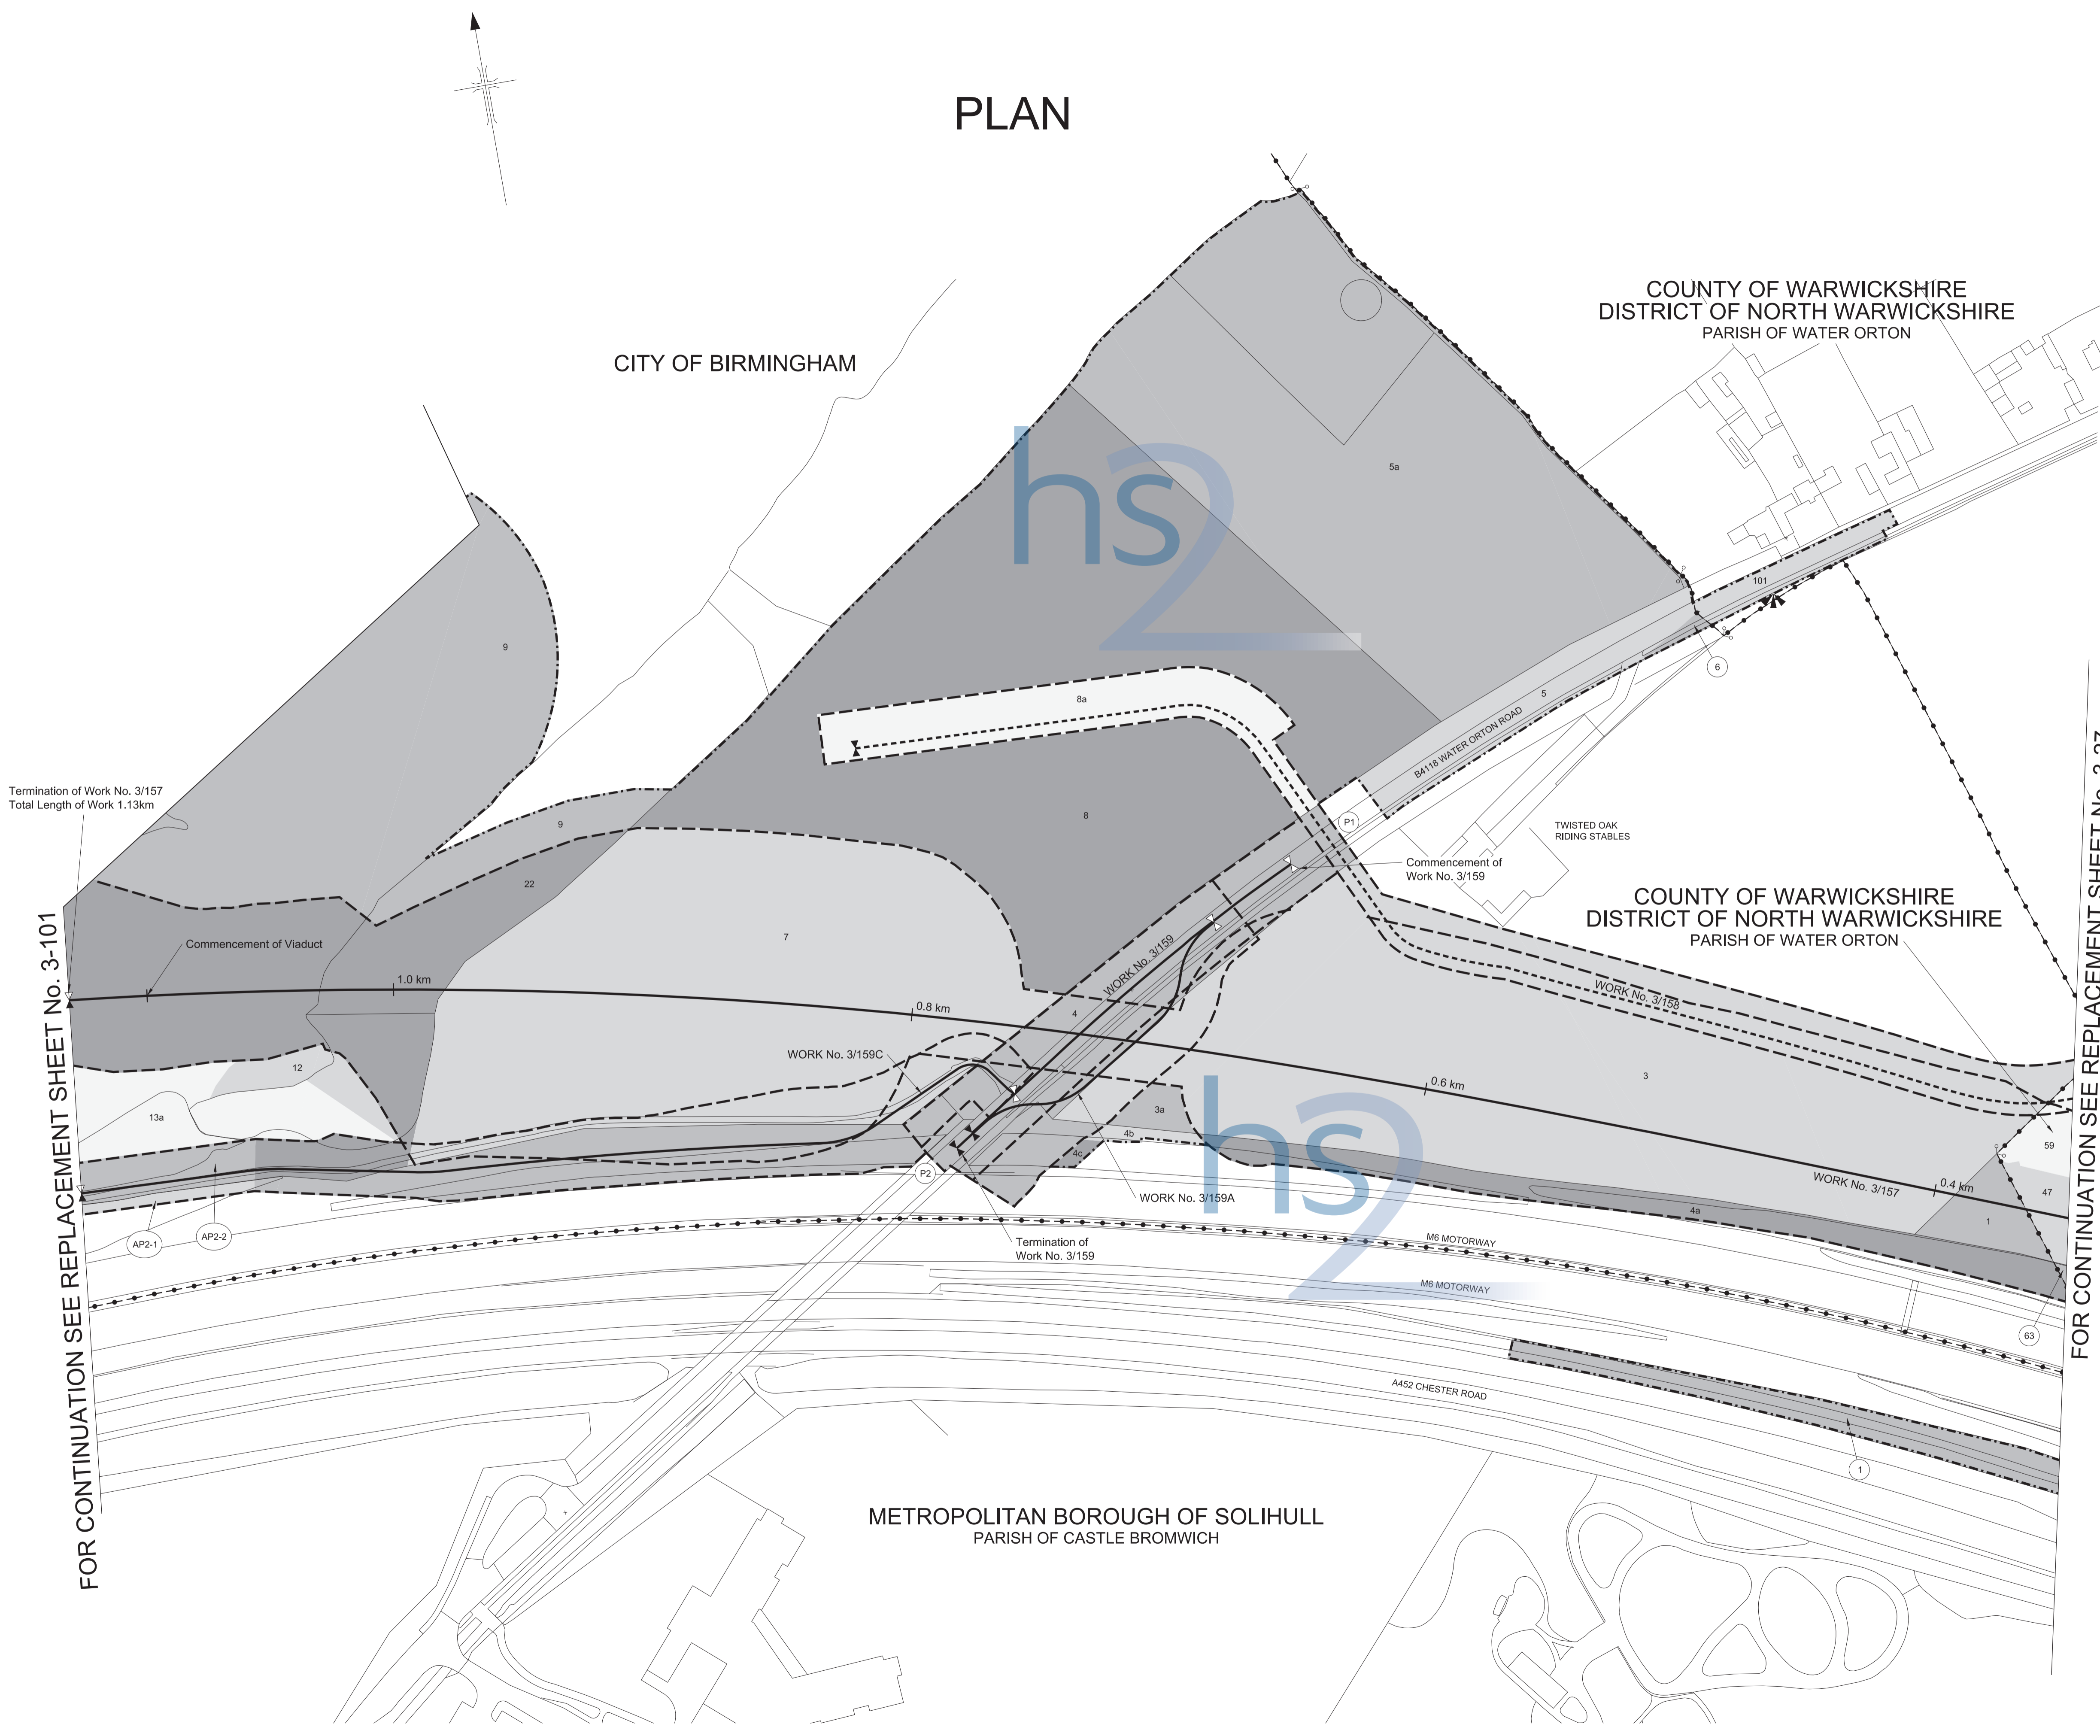 PLAN
COUNTY OF WARWICKSHIRE
DISTRICT OF NORTH WARWICKSHIRE
PARISH OF WATER ORTON
CITY OF BIRMINGHAM
5a
hs2
101
9
6
8a
5
B4118 WATER ORTON ROAD
Termination of Work No. 3/157
Total Length of Work 1.13km
9
8
P1
TWISTED OAK
RIDING STABLES
22
Commencement of
Work No. 3/159
COUNTY OF WARWICKSHIRE
DISTRICT OF NORTH WARWICKSHIRE
PARISH OF WATER ORTON
7
Commencement of Viaduct
WORK No. 3/159
1.0 km
WORK No. 3/158
0.8 km
4
WORK No. 3/159C
12
0.6 km
3
13a
3a
4b
4c
59
hs2
P2
WORK No. 3/157
0.4 km
47
WORK No. 3/159A
4a
1
AP2-1
AP2-2
Termination of
Work No. 3/159
M6 MOTORWAY
M6 MOTORWAY
63
A452 CHESTER ROAD
1
METROPOLITAN BOROUGH OF SOLIHULL
PARISH OF CASTLE BROMWICH
FOR CONTINUATION SEE REPLACEMENT SHEET No. 3-101
FOR CONTINUATION SEE REPLACEMENT SHEET No.